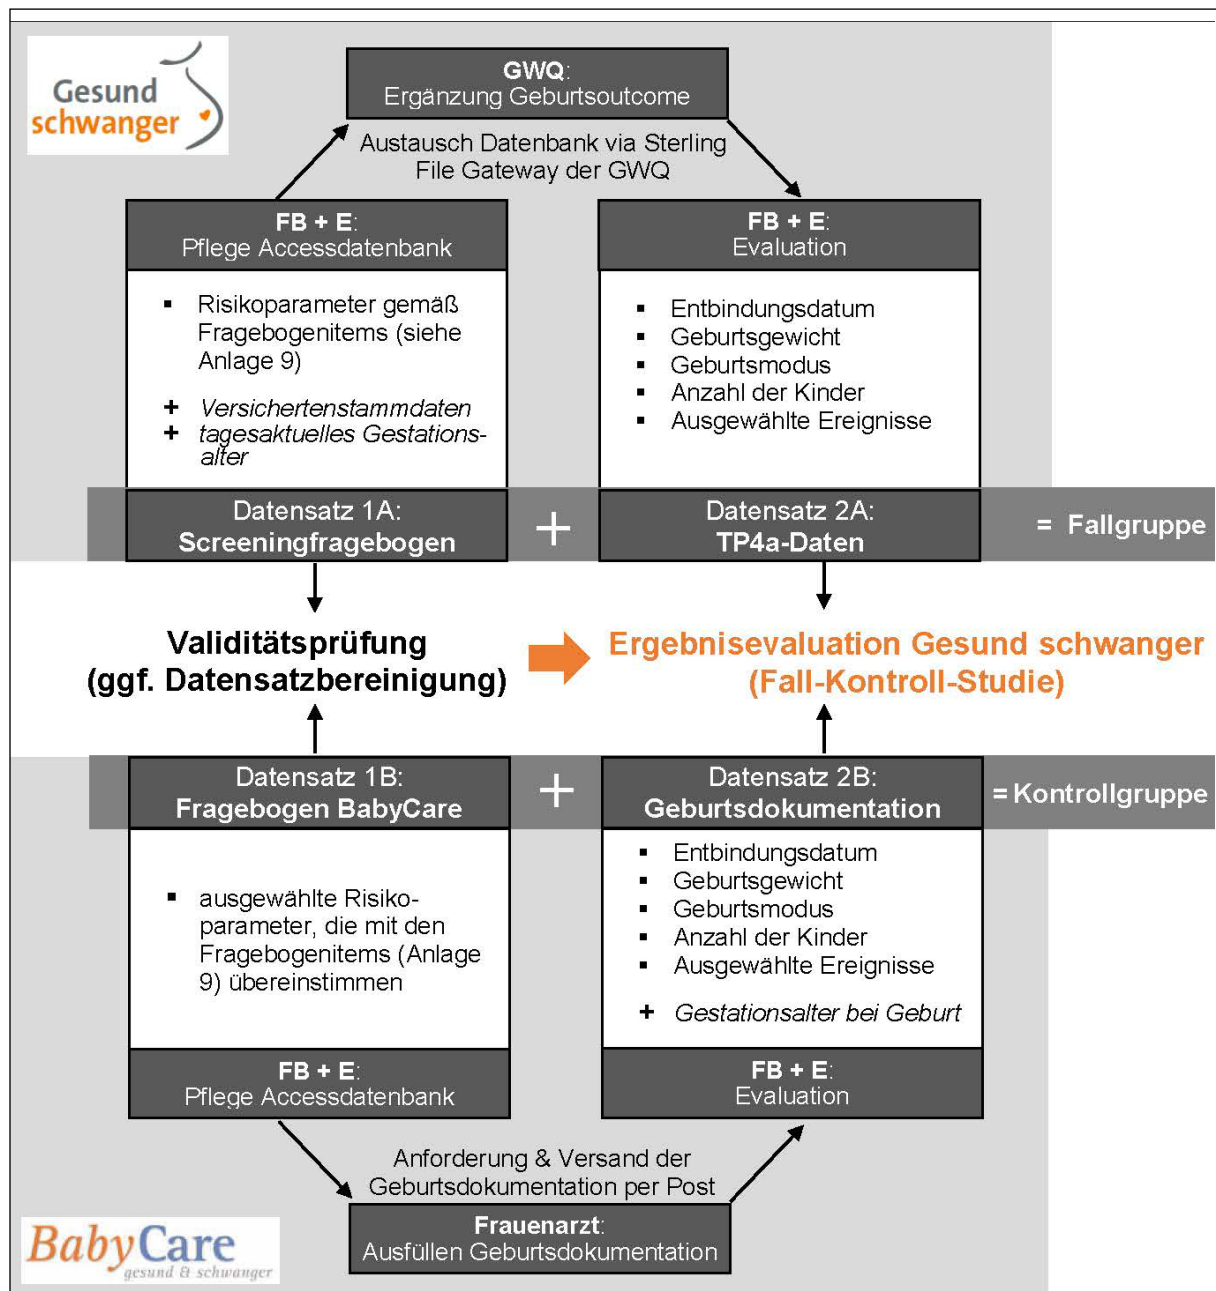 Gesund
schwanger
GWQ:
Ergänzung Geburtsoutcome
Austausch Datenbank via Sterling
File Gateway der GWQ
FB + E:
Pflege Accessdatenbank
▪ Risikoparameter gemäß
Fragebogenitems (siehe
Anlage 9)
+ Versichertenstammdaten
+ tagesaktuelles Gestations-
alter
FB + E:
Evaluation
▪ Entbindungsdatum
▪ Geburtsgewicht
▪ Geburtsmodus
▪ Anzahl der Kinder
▪ Ausgewählte Ereignisse
Datensatz 1A:
Screeningfragebogen
+
Datensatz 2A:
TP4a-Daten
= Fallgruppe
Validitätsprüfung
(ggf. Datensatzbereinigung)
Ergebnisevaluation Gesund schwanger
(Fall-Kontroll-Studie)
Datensatz 1B:
Fragebogen BabyCare
+
Datensatz 2B:
Geburtsdokumentation
= Kontrollgruppe
▪ ausgewählte Risiko-
parameter, die mit den
Fragebogenitems (Anlage
9) übereinstimmen
▪ Entbindungsdatum
▪ Geburtsgewicht
▪ Geburtsmodus
▪ Anzahl der Kinder
▪ Ausgewählte Ereignisse
+ Gestationsalter bei Geburt
FB + E:
Pflege Accessdatenbank
FB + E:
Evaluation
Anforderung & Versand der
Geburtsdokumentation per Post
Frauenarzt:
Ausfüllen Geburtsdokumentation
BabyCare
gesund & schwanger